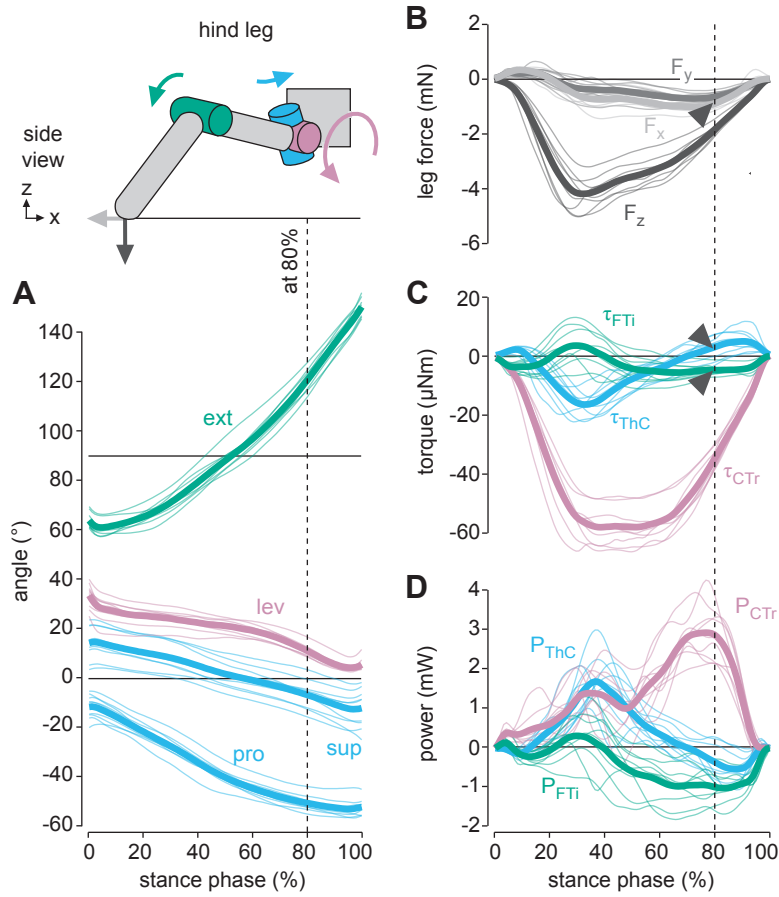 hind leg
side
view
z
x
at 80%
A
140
120
100
80
60
40
20
0
-20
-40
-60
angle (°)
ext
lev
pro
sup
0 20 40 60 80 100
stance phase (%)
B
0
-2
-4
-6
leg force (mN)
Fy
Fx
Fz
C
20
0
-20
-40
-60
torque (µNm)
τFTi
τThC
τCTr
D
4
3
2
1
0
-1
-2
power (mW)
PThC
PCTr
PFTi
0 20 40 60 80 100
stance phase (%)